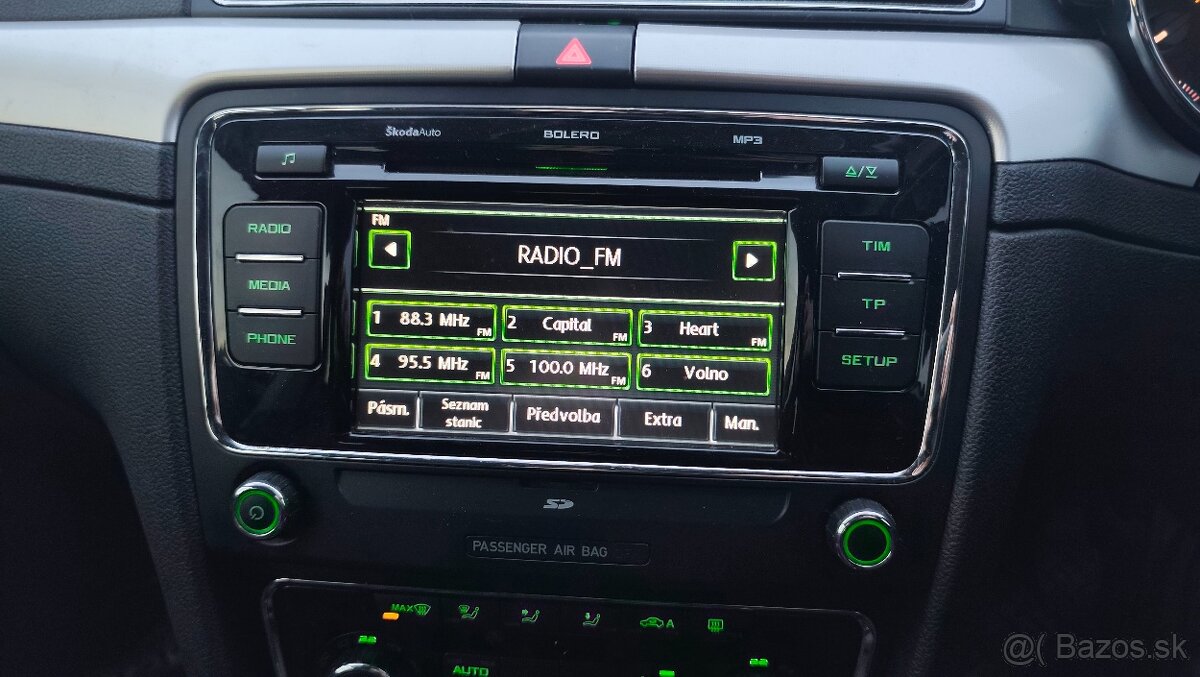 ŠkodaAuto BOLERO MP3
RADIO
MEDIA
PHONE
FM
RADIO_FM
1 88.3 MHz FM
2 Capital FM
3 Heart FM
4 95.5 MHz FM
5 100.0 MHz FM
6 Volno
Pásm.
Seznam
stanic
Předvolba
Extra
Man.
TIM
TP
SETUP
SD
PASSENGER AIR BAG
MAX
A
AUTO
@( Bazos.sk